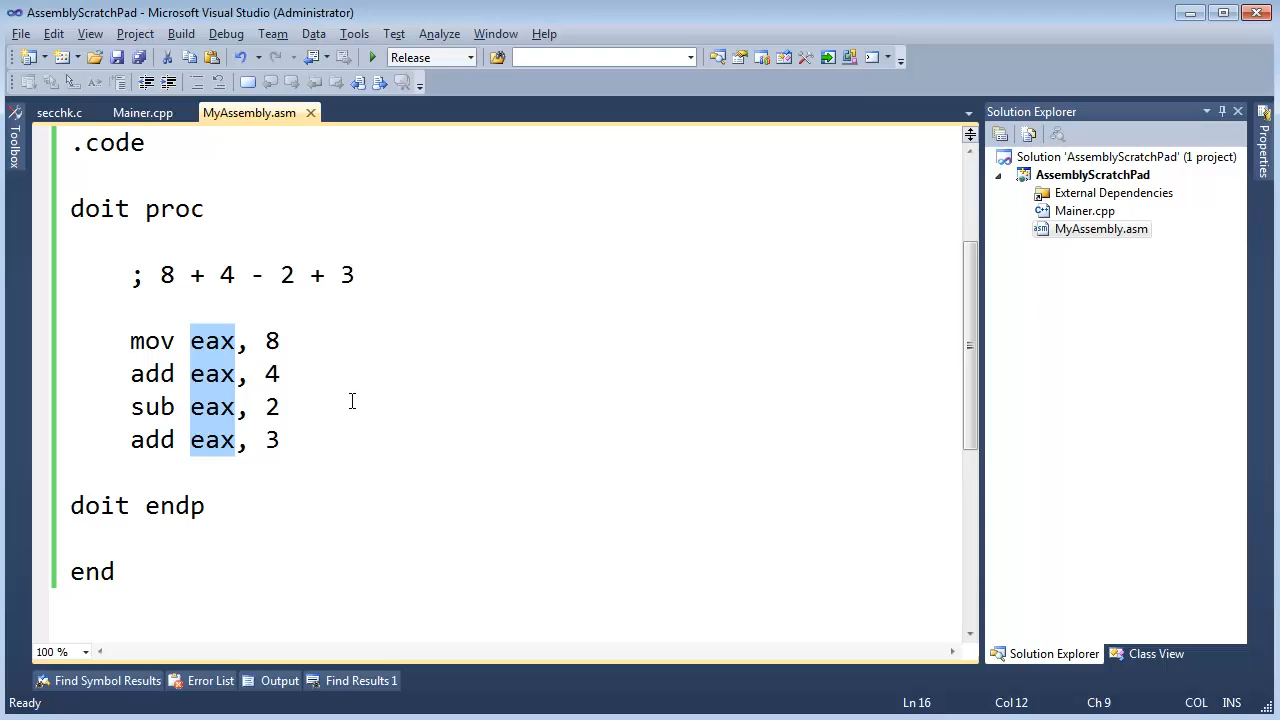 AssemblyScratchPad - Microsoft Visual Studio (Administrator)
File Edit View Project Build Debug Team Data Tools Test Analyze Window Help
Release
secchk.c Mainer.cpp MyAssembly.asm
Toolbox
.code
doit proc
; 8 + 4 - 2 + 3
mov eax, 8
add eax, 4
sub eax, 2
add eax, 3
doit endp
end
100 %
Solution Explorer
Solution 'AssemblyScratchPad' (1 project)
AssemblyScratchPad
External Dependencies
Mainer.cpp
asm MyAssembly.asm
Solution Explorer Class View
Properties
Find Symbol Results Error List Output Find Results 1
Ready Ln 16 Col 12 Ch 9 COL INS